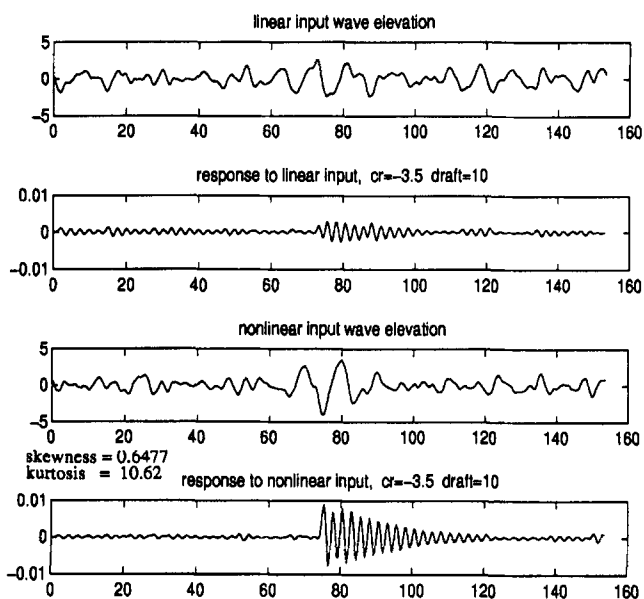 linear input wave elevation
5
0
−5
0 20 40 60 80 100 120 140 160
response to linear input, cr=−3.5 draft=10
0.01
0
−0.01
0 20 40 60 80 100 120 140 160
nonlinear input wave elevation
5
0
−5
0 20 40 60 80 100 120 140 160
skewness = 0.6477
kurtosis = 10.62
response to nonlinear input, cr=−3.5 draft=10
0.01
0
−0.01
0 20 40 60 80 100 120 140 160